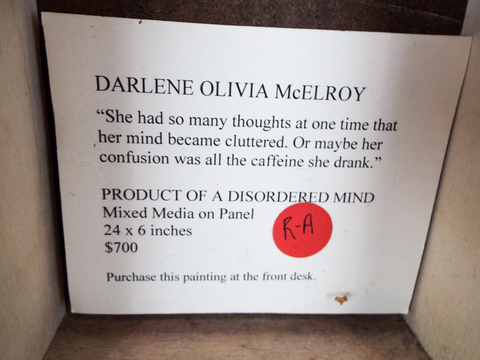 DARLENE OLIVIA McELROY
“She had so many thoughts at one time that
her mind became cluttered. Or maybe her
confusion was all the caffeine she drank.”
PRODUCT OF A DISORDERED MIND
Mixed Media on Panel
24 x 6 inches
$700
R-A
Purchase this painting at the front desk.